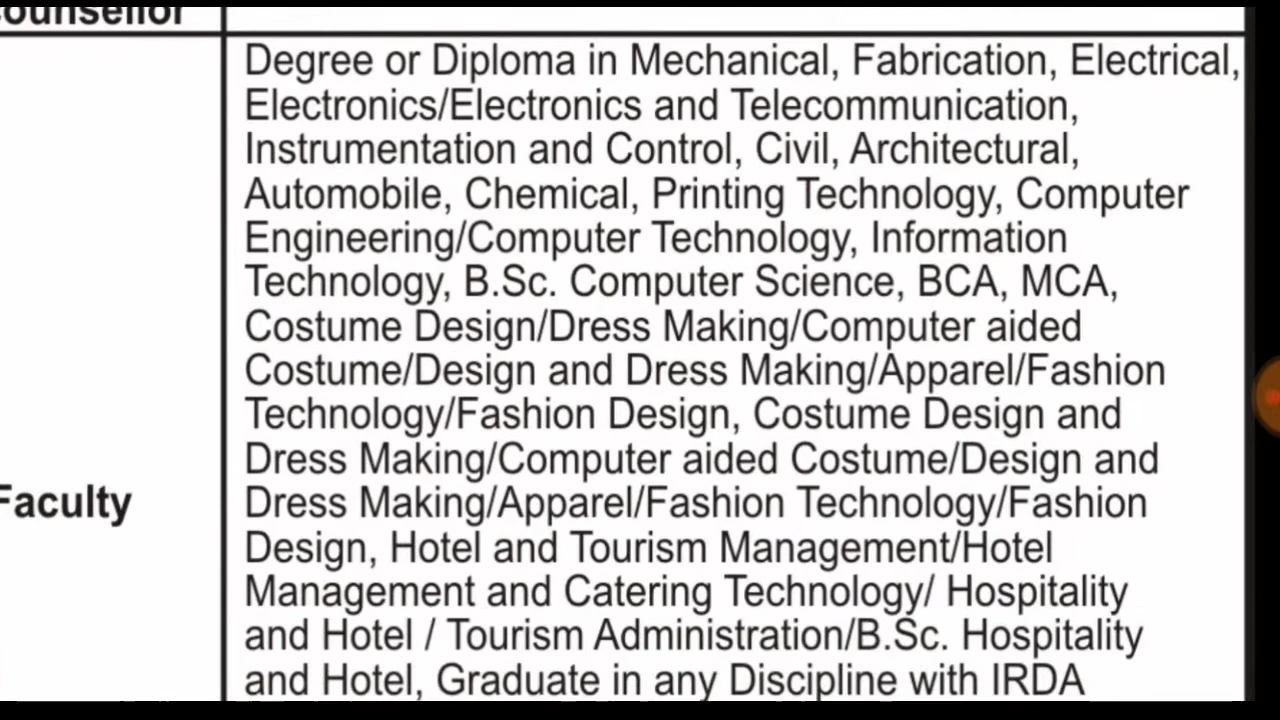 ounsellor
Degree or Diploma in Mechanical, Fabrication, Electrical,
Electronics/Electronics and Telecommunication,
Instrumentation and Control, Civil, Architectural,
Automobile, Chemical, Printing Technology, Computer
Engineering/Computer Technology, Information
Technology, B.Sc. Computer Science, BCA, MCA,
Costume Design/Dress Making/Computer aided
Costume/Design and Dress Making/Apparel/Fashion
Technology/Fashion Design, Costume Design and
Dress Making/Computer aided Costume/Design and
Faculty
Dress Making/Apparel/Fashion Technology/Fashion
Design, Hotel and Tourism Management/Hotel
Management and Catering Technology/ Hospitality
and Hotel / Tourism Administration/B.Sc. Hospitality
and Hotel, Graduate in any Discipline with IRDA